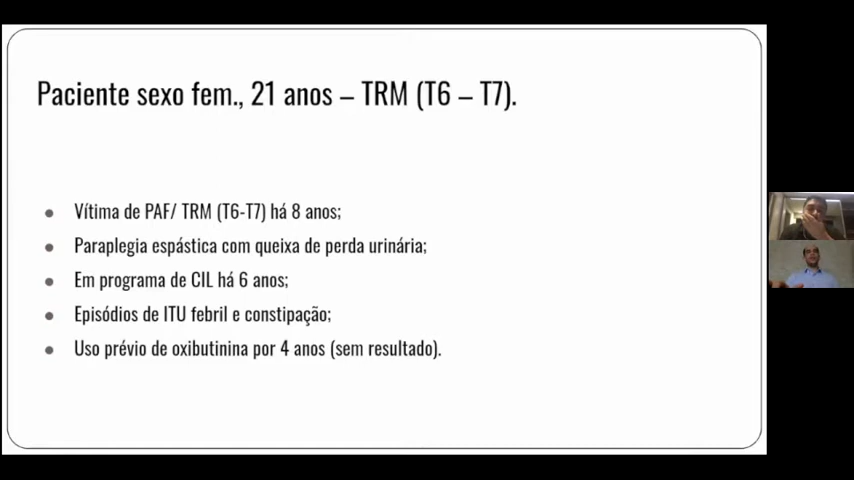 Paciente sexo fem., 21 anos – TRM (T6 – T7).
● Vítima de PAF/ TRM (T6-T7) há 8 anos;
● Paraplegia espástica com queixa de perda urinária;
● Em programa de CIL há 6 anos;
● Episódios de ITU febril e constipação;
● Uso prévio de oxibutinina por 4 anos (sem resultado).